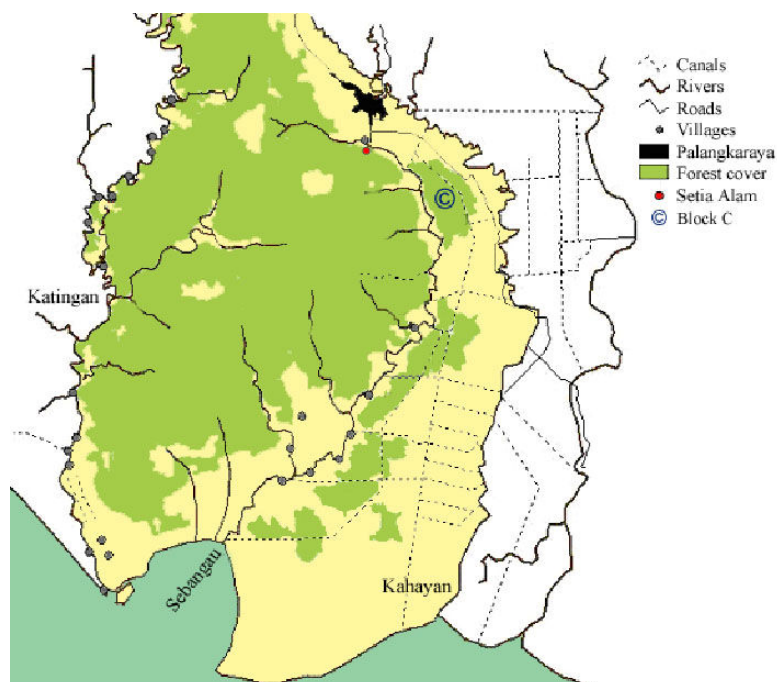 Canals
Rivers
Roads
Villages
Palangkaraya
Forest cover
Setia Alam
© Block C
©
Katingan
Sebangau
Kahayan